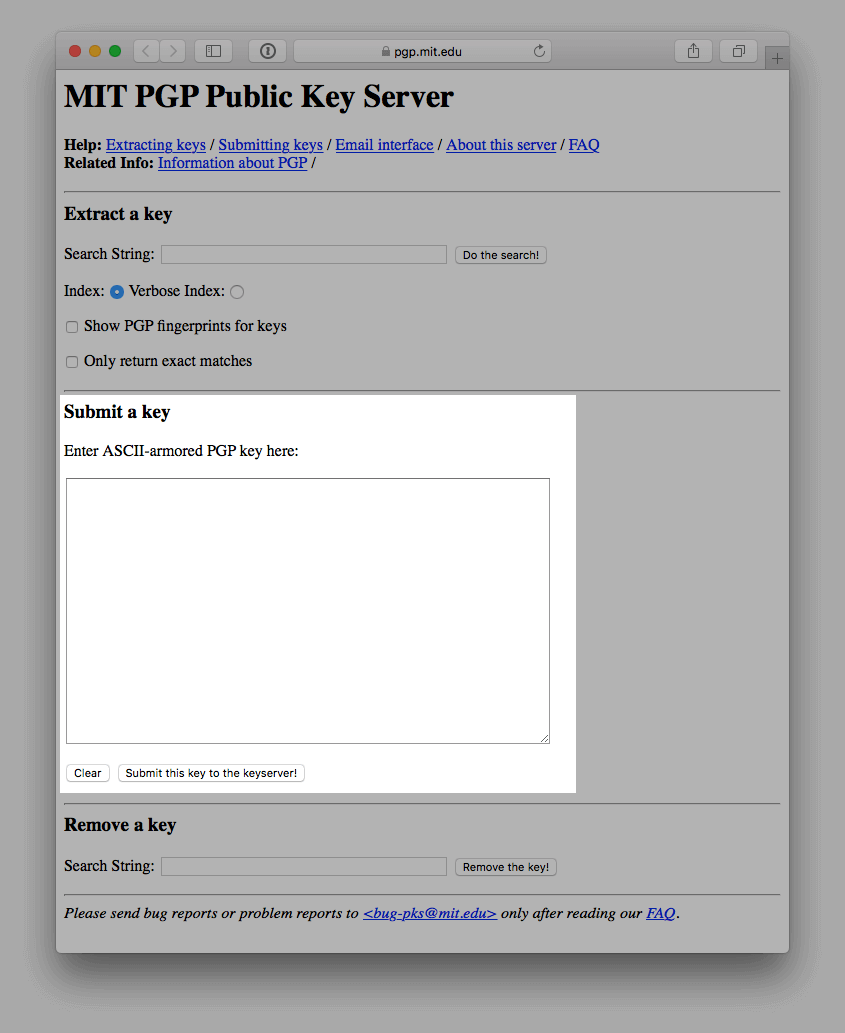 pgp.mit.edu
MIT PGP Public Key Server
Help: Extracting keys / Submitting keys / Email interface / About this server / FAQ
Related Info: Information about PGP /
Extract a key
Search String: Do the search!
Index: Verbose Index:
Show PGP fingerprints for keys
Only return exact matches
Submit a key
Enter ASCII-armored PGP key here:
Clear Submit this key to the keyserver!
Remove a key
Search String: Remove the key!
Please send bug reports or problem reports to <bug-pks@mit.edu> only after reading our FAQ.